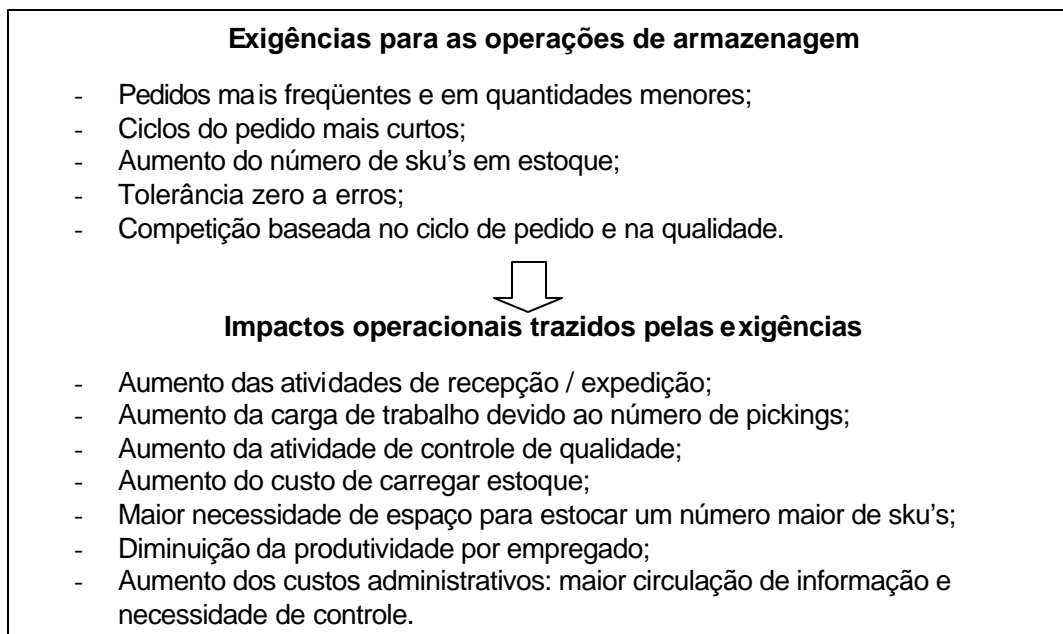 Exigências para as operações de armazenagem
- Pedidos mais freqüentes e em quantidades menores;
- Ciclos do pedido mais curtos;
- Aumento do número de sku's em estoque;
- Tolerância zero a erros;
- Competição baseada no ciclo de pedido e na qualidade.
Impactos operacionais trazidos pelas exigências
- Aumento das atividades de recepção / expedição;
- Aumento da carga de trabalho devido ao número de pickings;
- Aumento da atividade de controle de qualidade;
- Aumento do custo de carregar estoque;
- Maior necessidade de espaço para estocar um número maior de sku's;
- Diminuição da produtividade por empregado;
- Aumento dos custos administrativos: maior circulação de informação e
necessidade de controle.